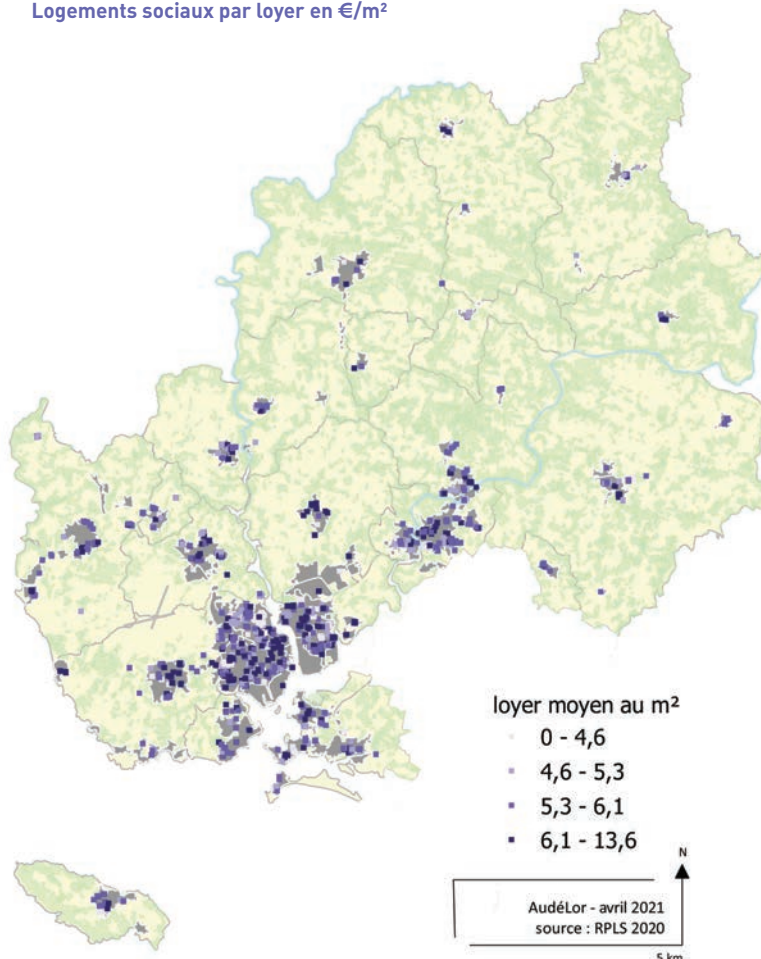 Logements sociaux par loyer en €/m²
loyer moyen au m²
0 - 4,6
4,6 - 5,3
5,3 - 6,1
6,1 - 13,6
N
AudéLor - avril 2021
source : RPLS 2020
5 km